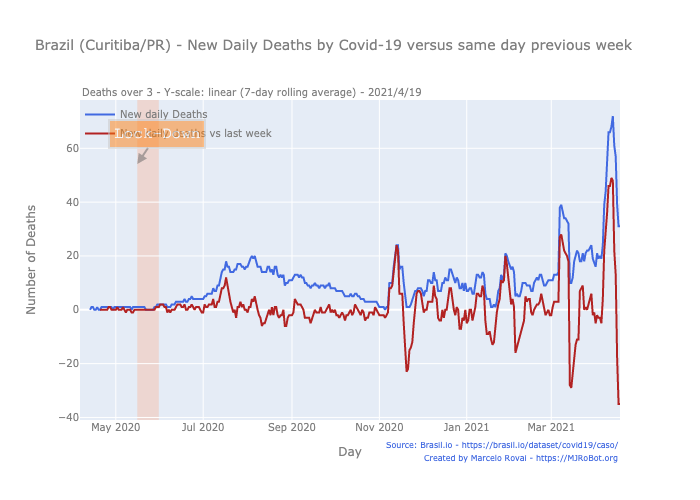 Brazil (Curitiba/PR) - New Daily Deaths by Covid-19 versus same day previous week
Deaths over 3 - Y-scale: linear (7-day rolling average) - 2021/4/19
New daily Deaths
Lock Down
New daily deaths vs last week
60
40
20
0
−20
−40
Number of Deaths
May 2020
Jul 2020
Sep 2020
Nov 2020
Jan 2021
Mar 2021
Day
Source: Brasil.io - https://brasil.io/dataset/covid19/caso/
Created by Marcelo Rovai - https://MJRoBot.org